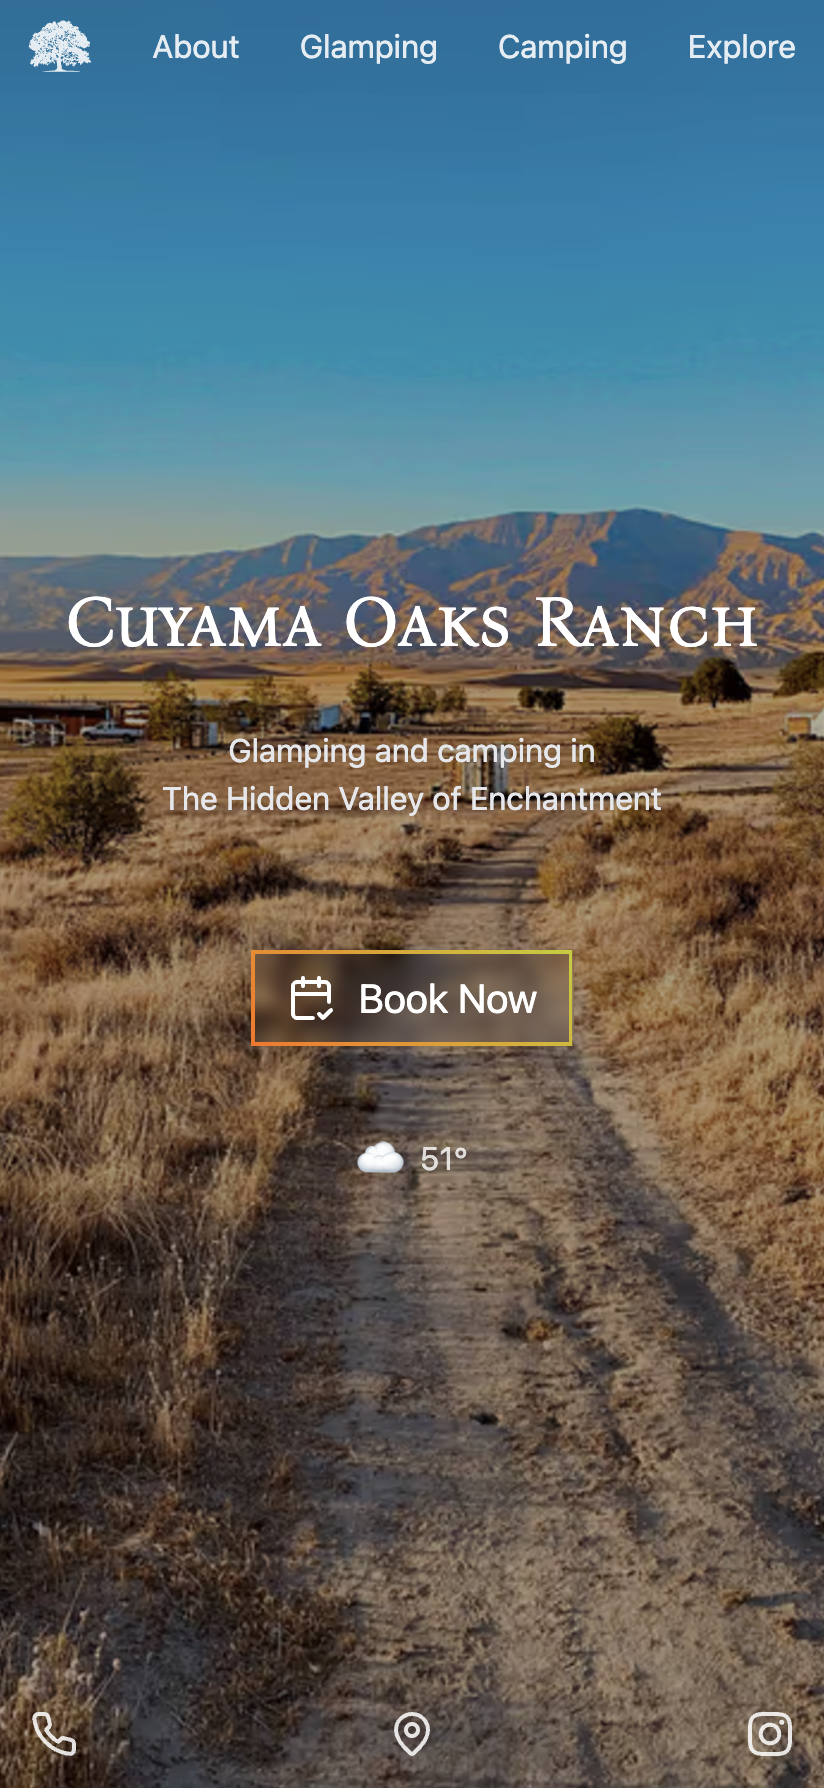 About
Glamping
Camping
Explore
Cuyama Oaks Ranch
Glamping and camping in
The Hidden Valley of Enchantment
Book Now
51°